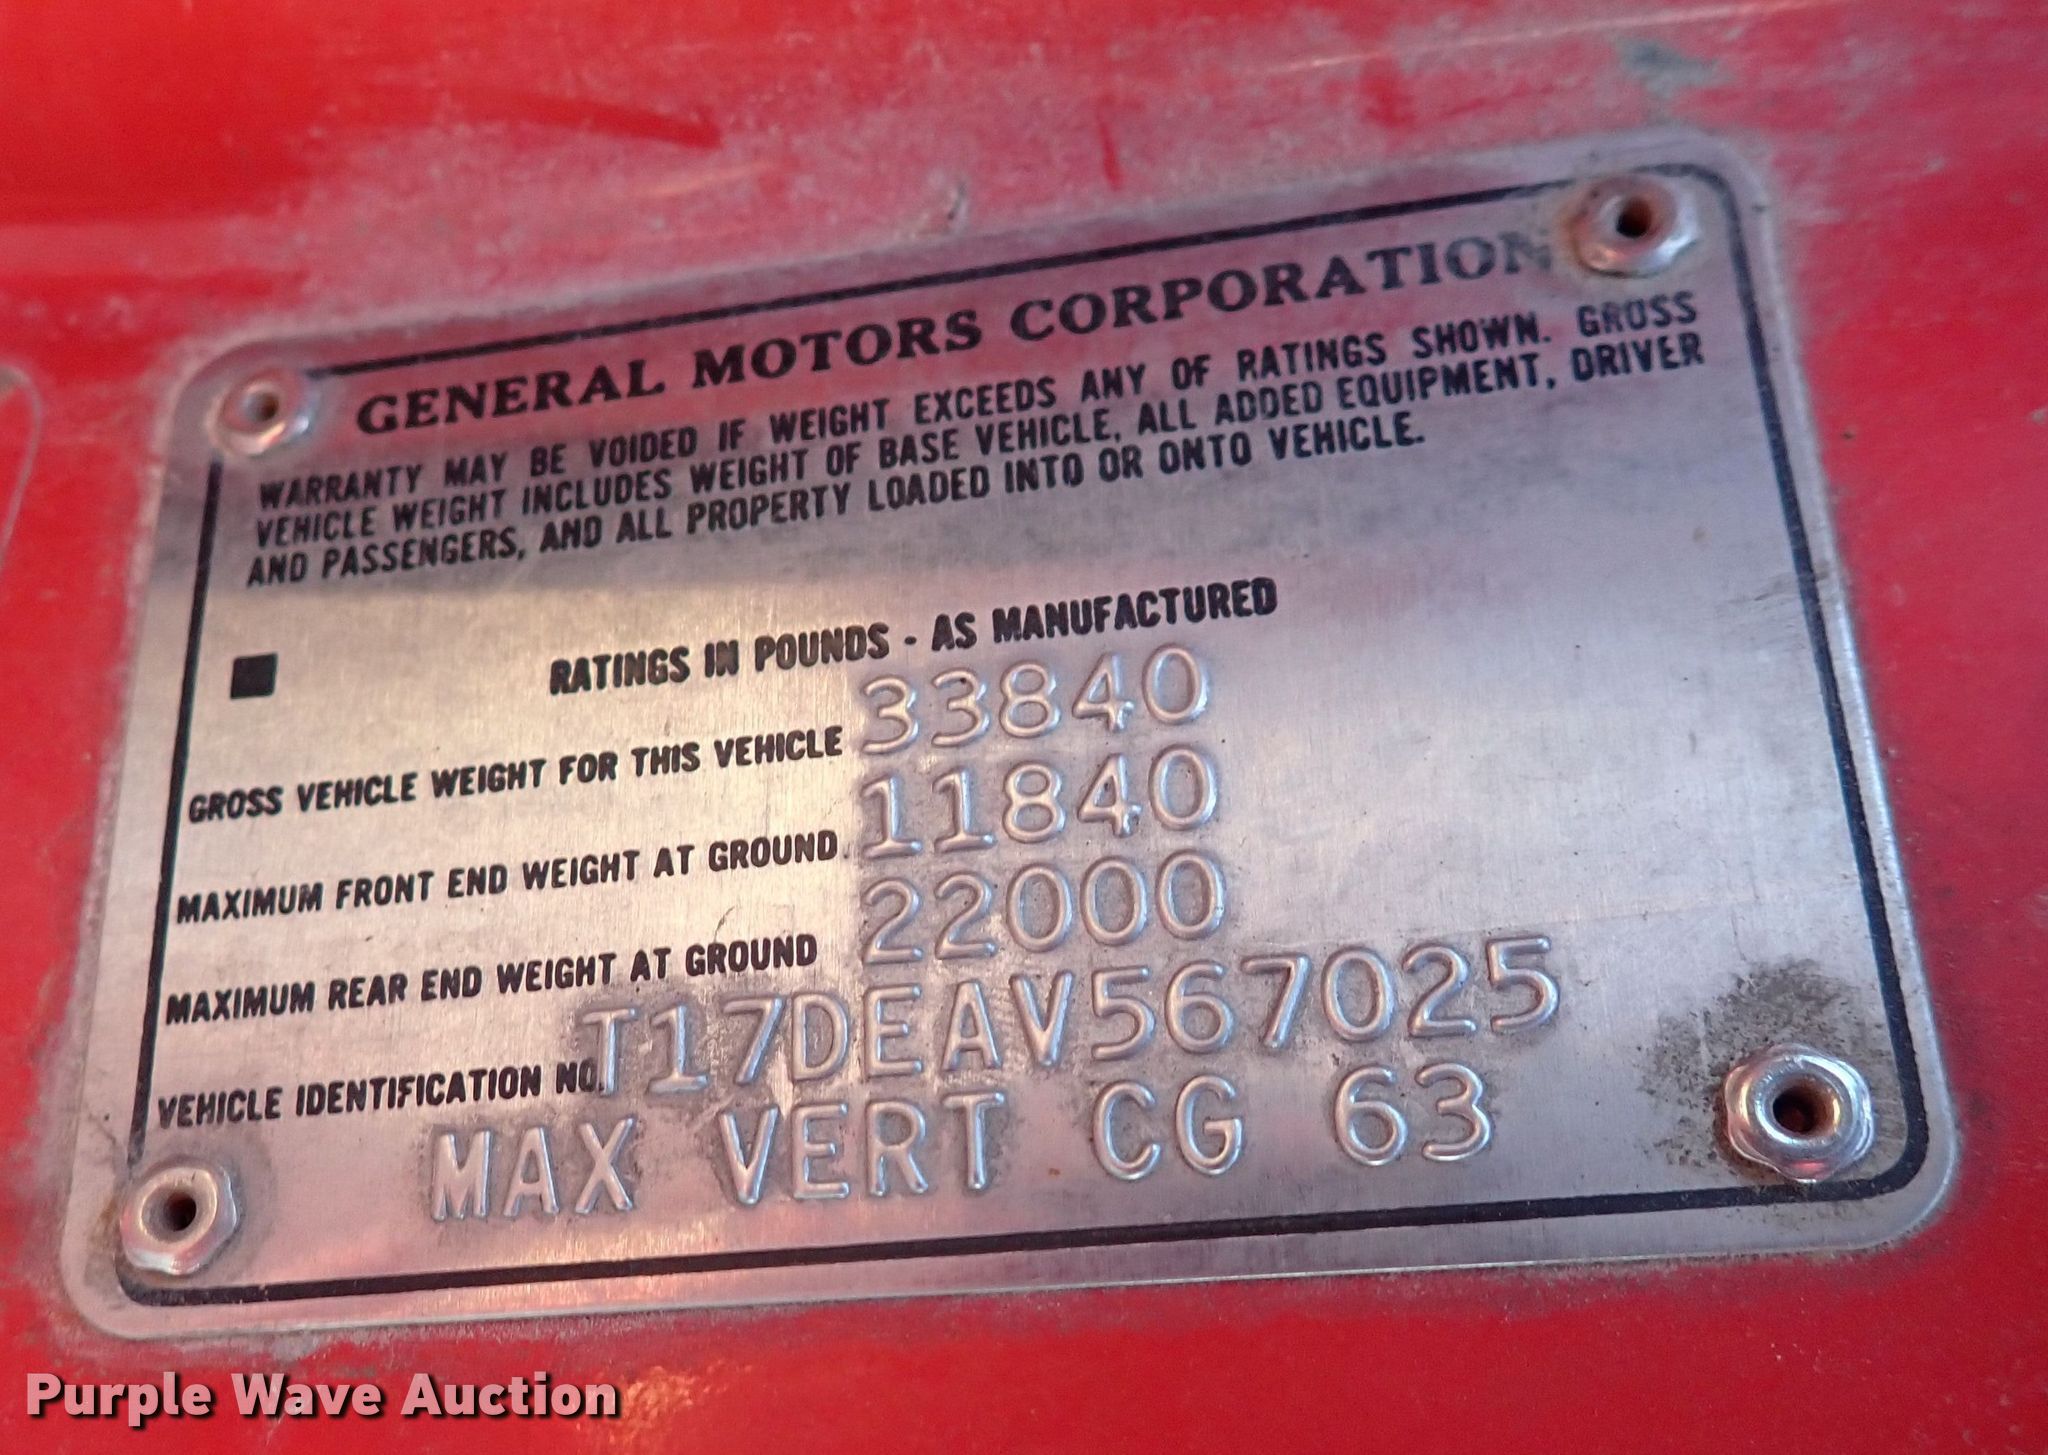 GENERAL MOTORS CORPORATION
WARRANTY MAY BE VOIDED IF WEIGHT EXCEEDS ANY OF RATINGS SHOWN. GROSS
VEHICLE WEIGHT INCLUDES WEIGHT OF BASE VEHICLE, ALL ADDED EQUIPMENT, DRIVER
AND PASSENGERS, AND ALL PROPERTY LOADED INTO OR ONTO VEHICLE.
RATINGS IN POUNDS - AS MANUFACTURED
GROSS VEHICLE WEIGHT FOR THIS VEHICLE 33840
MAXIMUM FRONT END WEIGHT AT GROUND 11840
MAXIMUM REAR END WEIGHT AT GROUND 22000
VEHICLE IDENTIFICATION NO. T17DEAV567025
MAX VERT CG 63
Purple Wave Auction